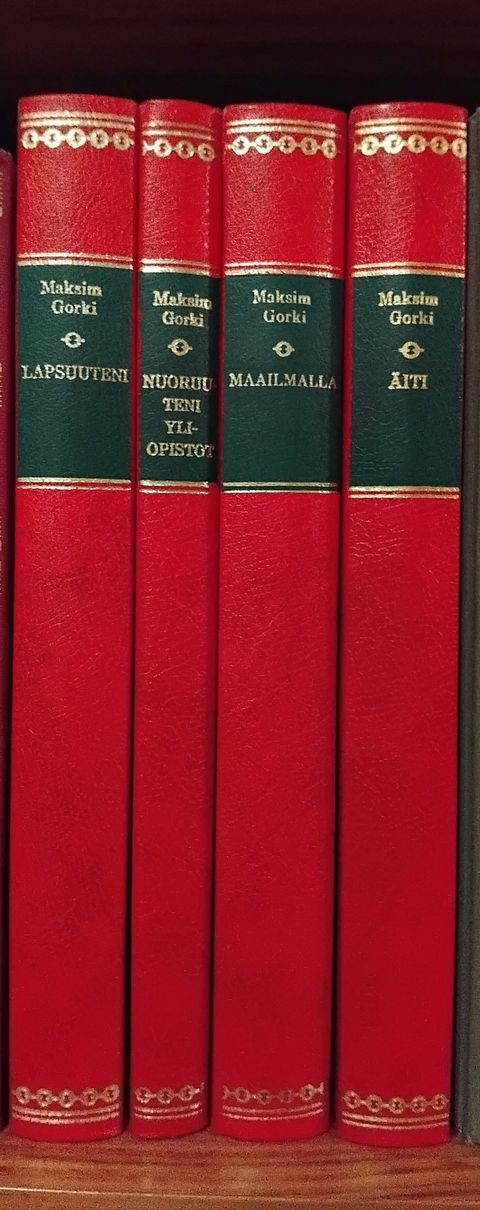 Maksim
Gorki
LAPSUUTENI
Maksim
Gorki
NUORUU-
TENI
YLI-
OPISTOT
Maksim
Gorki
MAAILMALLA
Maksim
Gorki
ÄITI